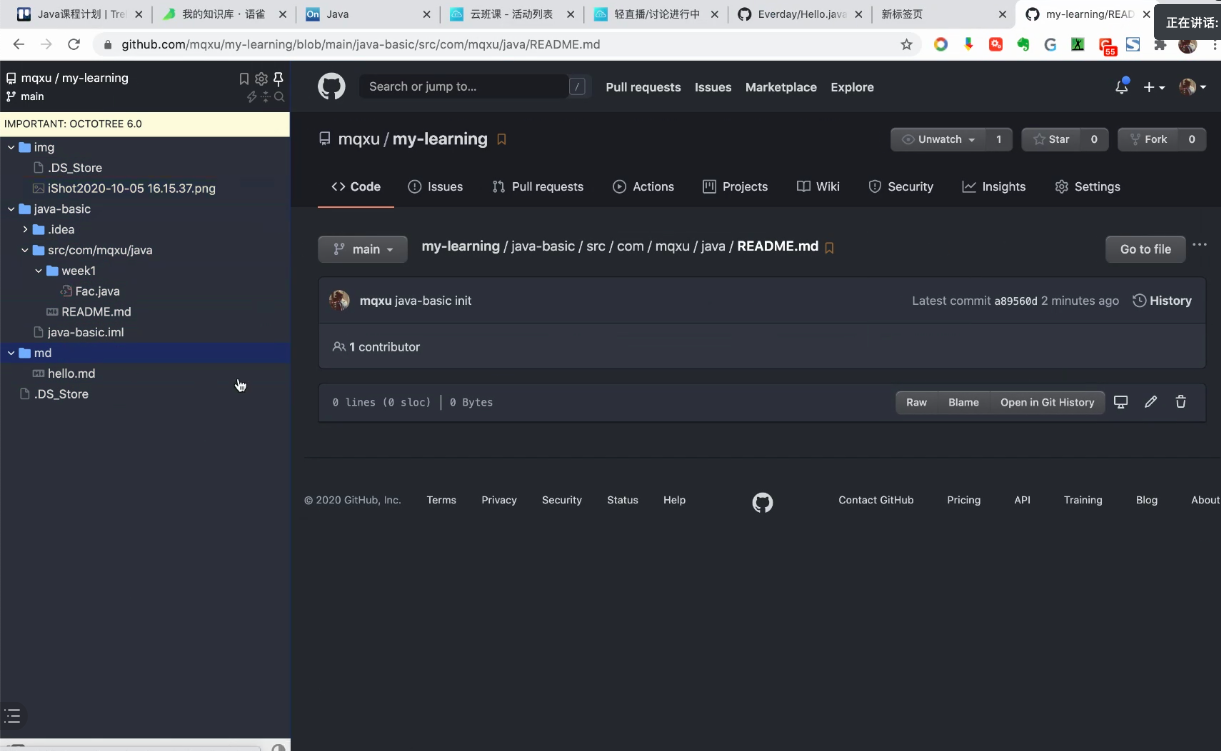 Java课程计划 | Tre
我的知识库 · 语雀
On Java
云班课 - 活动列表
轻直播/讨论进行中
Everday/Hello.java
新标签页
my-learning/READ
正在讲话:
github.com/mqxu/my-learning/blob/main/java-basic/src/com/mqxu/java/README.md
55
mqxu / my-learning
main
IMPORTANT: OCTOTREE 6.0
img
.DS_Store
iShot2020-10-05 16.15.37.png
java-basic
.idea
src/com/mqxu/java
week1
Fac.java
README.md
java-basic.iml
md
hello.md
.DS_Store
Search or jump to... /
Pull requests Issues Marketplace Explore
mqxu / my-learning
Unwatch 1 Star 0 Fork 0
Code Issues Pull requests Actions Projects Wiki Security Insights Settings
main my-learning / java-basic / src / com / mqxu / java / README.md Go to file ...
mqxu java-basic init Latest commit a89560d 2 minutes ago History
1 contributor
0 lines (0 sloc) | 0 Bytes Raw Blame Open in Git History
© 2020 GitHub, Inc. Terms Privacy Security Status Help Contact GitHub Pricing API Training Blog About